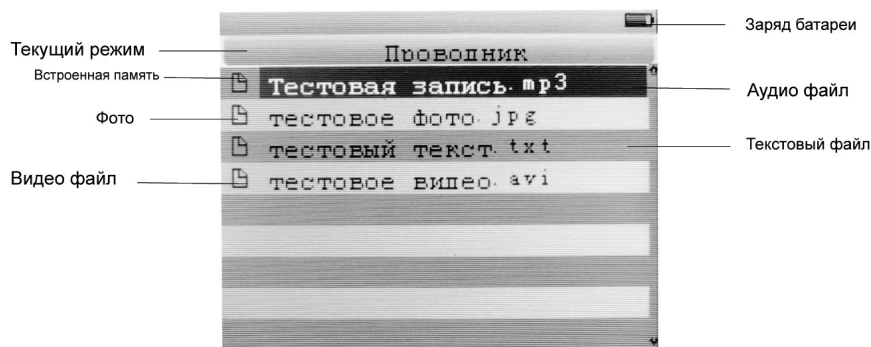 Заряд батареи
Текущий режим
Проводник
Встроенная память
Тестовая запись.mp3
Аудио файл
Фото
тестовое фото.jpg
тестовый текст.txt
Текстовый файл
Видео файл
тестовое видео.avi